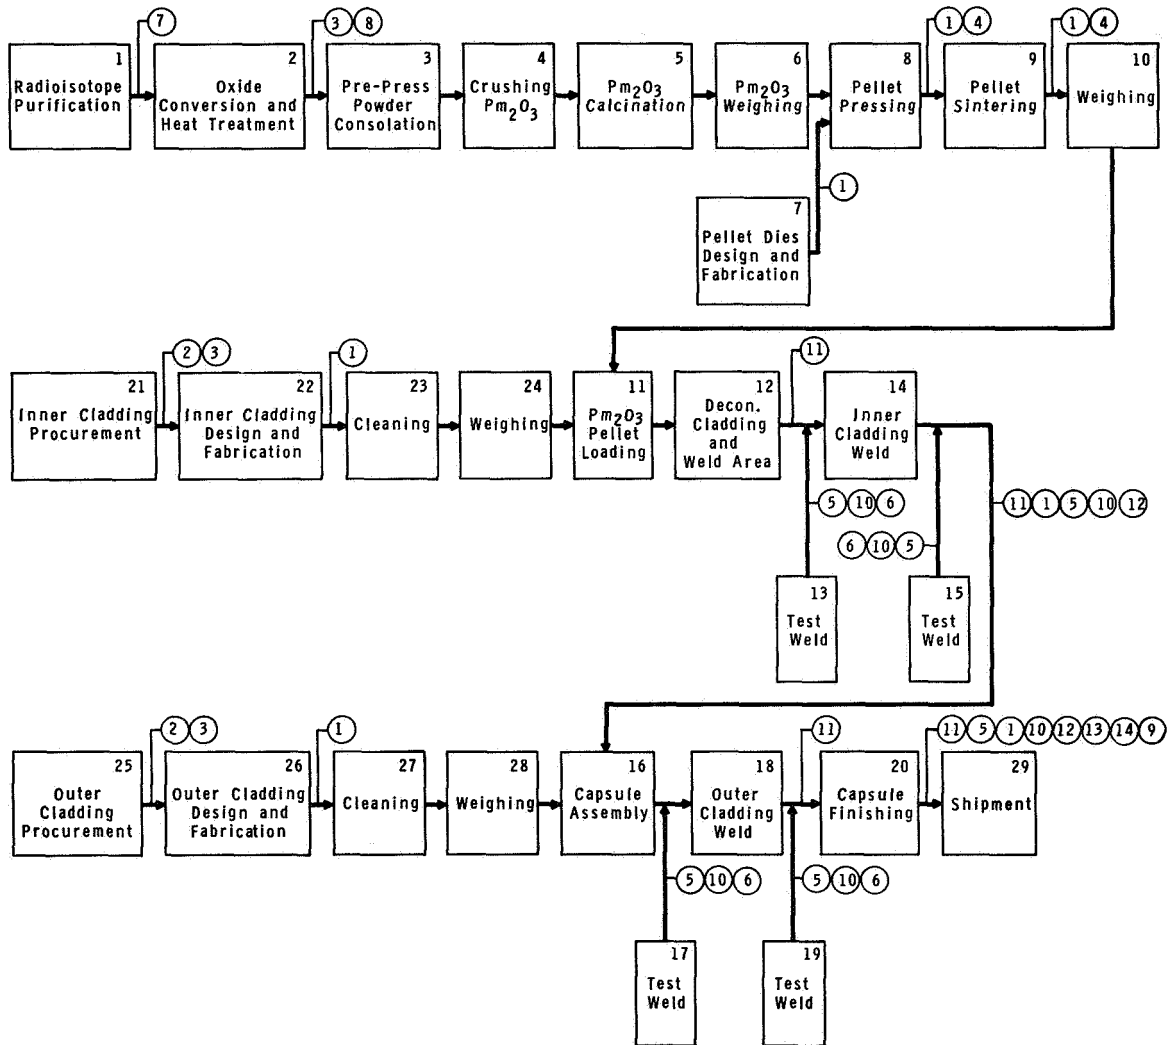 7
3 8
1 4
1 4
1
Radioisotope
Purification
2
Oxide
Conversion and
Heat Treatment
3
Pre-Press
Powder
Consolation
4
Crushing
Pm2O3
5
Pm2O3
Calcination
6
Pm2O3
Weighing
8
Pellet
Pressing
9
Pellet
Sintering
10
Weighing
1
7
Pellet Dies
Design and
Fabrication
2 3
1
11
21
Inner Cladding
Procurement
22
Inner Cladding
Design and
Fabrication
23
Cleaning
24
Weighing
11
Pm2O3
Pellet
Loading
12
Decon.
Cladding
and
Weld Area
14
Inner
Cladding
Weld
5 10 6
11 1 5 10 12
6 10 5
13
Test
Weld
15
Test
Weld
2 3
1
11
11 5 1 10 12 13 14 9
25
Outer
Cladding
Procurement
26
Outer Cladding
Design and
Fabrication
27
Cleaning
28
Weighing
16
Capsule
Assembly
18
Outer
Cladding
Weld
20
Capsule
Finishing
29
Shipment
5 10 6
5 10 6
17
Test
Weld
19
Test
Weld